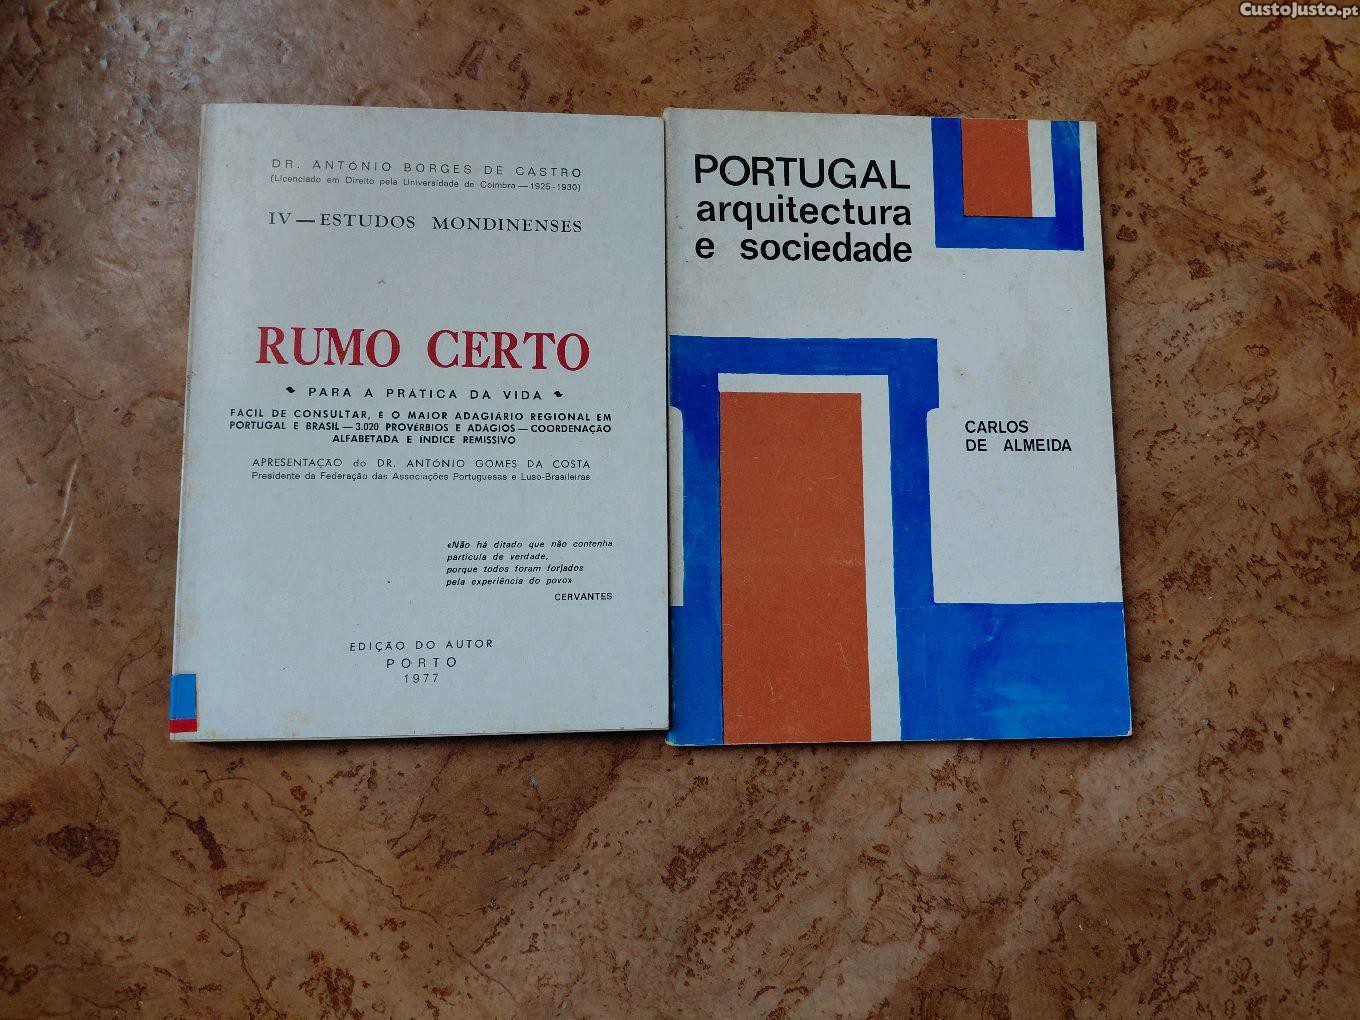 CustoJusto.pt
DR. ANTÓNIO BORGES DE CASTRO
(Licenciado em Direito pela Universidade de Coimbra — 1925-1930)
IV — ESTUDOS MONDINENSES
RUMO CERTO
PARA A PRÁTICA DA VIDA
FÁCIL DE CONSULTAR, É O MAIOR ADAGIÁRIO REGIONAL EM
PORTUGAL E BRASIL — 3.020 PROVÉRBIOS E ADÁGIOS — COORDENAÇÃO
ALFABETADA E ÍNDICE REMISSIVO
APRESENTAÇÃO do DR. ANTÓNIO GOMES DA COSTA
Presidente da Federação das Associações Portuguesas e Luso-Brasileiras
«Não há ditado que não contenha
partícula de verdade,
porque todos foram forjados
pela experiência do povo»
CERVANTES
EDIÇÃO DO AUTOR
PORTO
1977
PORTUGAL
arquitectura
e sociedade
CARLOS
DE ALMEIDA